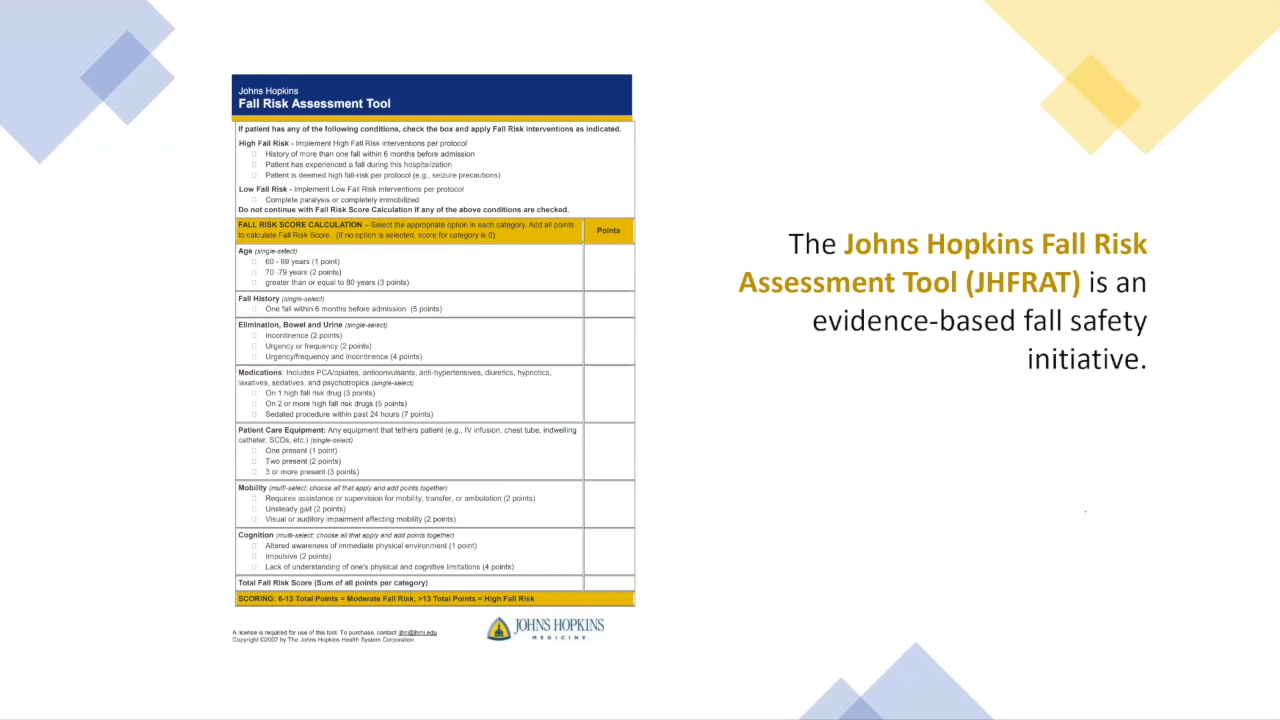 Johns Hopkins
Fall Risk Assessment Tool
If patient has any of the following conditions, check the box and apply Fall Risk interventions as indicated.
High Fall Risk - Implement High Fall Risk interventions per protocol
History of more than one fall within 6 months before admission
Patient has experienced a fall during this hospitalization
Patient is deemed high fall-risk per protocol (e.g., seizure precautions)
Low Fall Risk - Implement Low Fall Risk interventions per protocol
Complete paralysis or completely immobilized
Do not continue with Fall Risk Score Calculation if any of the above conditions are checked.
FALL RISK SCORE CALCULATION – Select the appropriate option in each category. Add all points
to calculate Fall Risk Score. (If no option is selected, score for category is 0)
Points
Age (single-select)
60 - 69 years (1 point)
70 -79 years (2 points)
greater than or equal to 80 years (3 points)
Fall History (single-select)
One fall within 6 months before admission (5 points)
Elimination, Bowel and Urine (single-select)
Incontinence (2 points)
Urgency or frequency (2 points)
Urgency/frequency and incontinence (4 points)
Medications: Includes PCA/opiates, anticonvulsants, anti-hypertensives, diuretics, hypnotics,
laxatives, sedatives, and psychotropics (single-select)
On 1 high fall risk drug (3 points)
On 2 or more high fall risk drugs (5 points)
Sedated procedure within past 24 hours (7 points)
Patient Care Equipment: Any equipment that tethers patient (e.g., IV infusion, chest tube, indwelling
catheter, SCDs, etc.) (single-select)
One present (1 point)
Two present (2 points)
3 or more present (3 points)
Mobility (multi-select; choose all that apply and add points together)
Requires assistance or supervision for mobility, transfer, or ambulation (2 points)
Unsteady gait (2 points)
Visual or auditory impairment affecting mobility (2 points)
Cognition (multi-select; choose all that apply and add points together)
Altered awareness of immediate physical environment (1 point)
Impulsive (2 points)
Lack of understanding of one's physical and cognitive limitations (4 points)
Total Fall Risk Score (Sum of all points per category)
SCORING: 6-13 Total Points = Moderate Fall Risk, >13 Total Points = High Fall Risk
A license is required for use of this tool. To purchase, contact ijhn@jhmi.edu
Copyright ©2007 by The Johns Hopkins Health System Corporation.
JOHNS HOPKINS
MEDICINE
The Johns Hopkins Fall Risk
Assessment Tool (JHFRAT) is an
evidence-based fall safety
initiative.